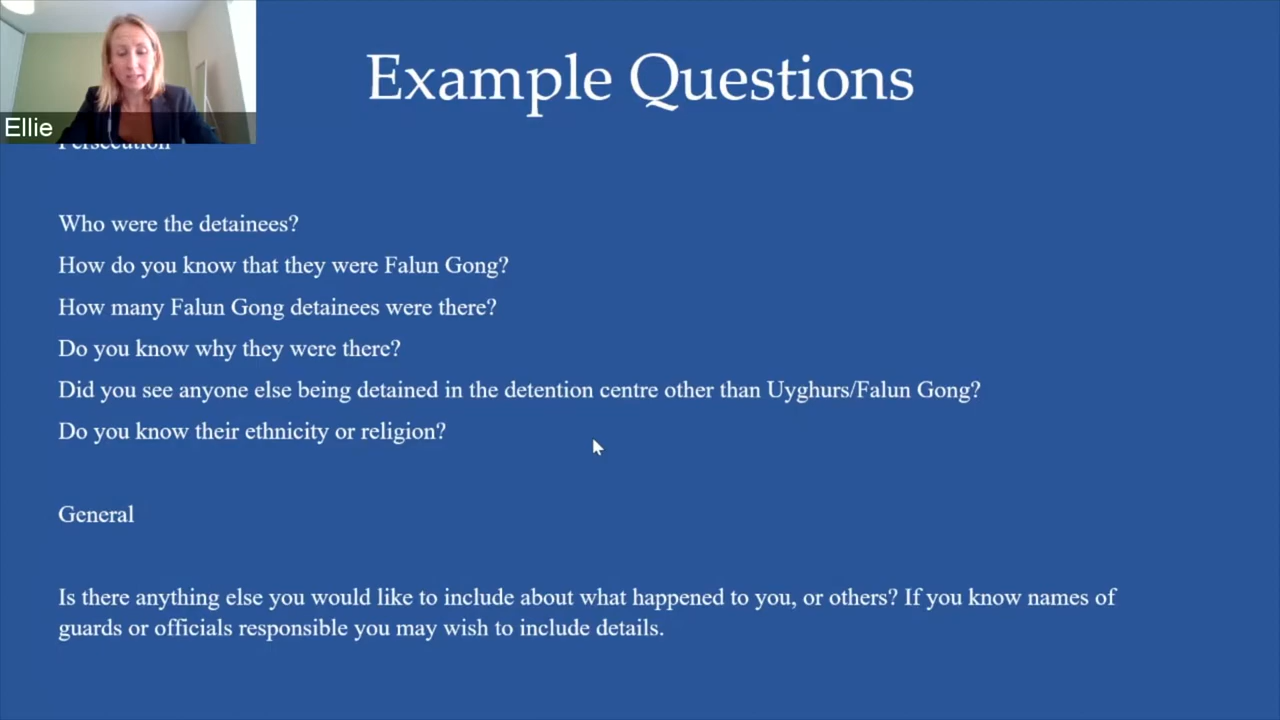 Example Questions
Ellie
Persecution
Who were the detainees?
How do you know that they were Falun Gong?
How many Falun Gong detainees were there?
Do you know why they were there?
Did you see anyone else being detained in the detention centre other than Uyghurs/Falun Gong?
Do you know their ethnicity or religion?
General
Is there anything else you would like to include about what happened to you, or others? If you know names of
guards or officials responsible you may wish to include details.